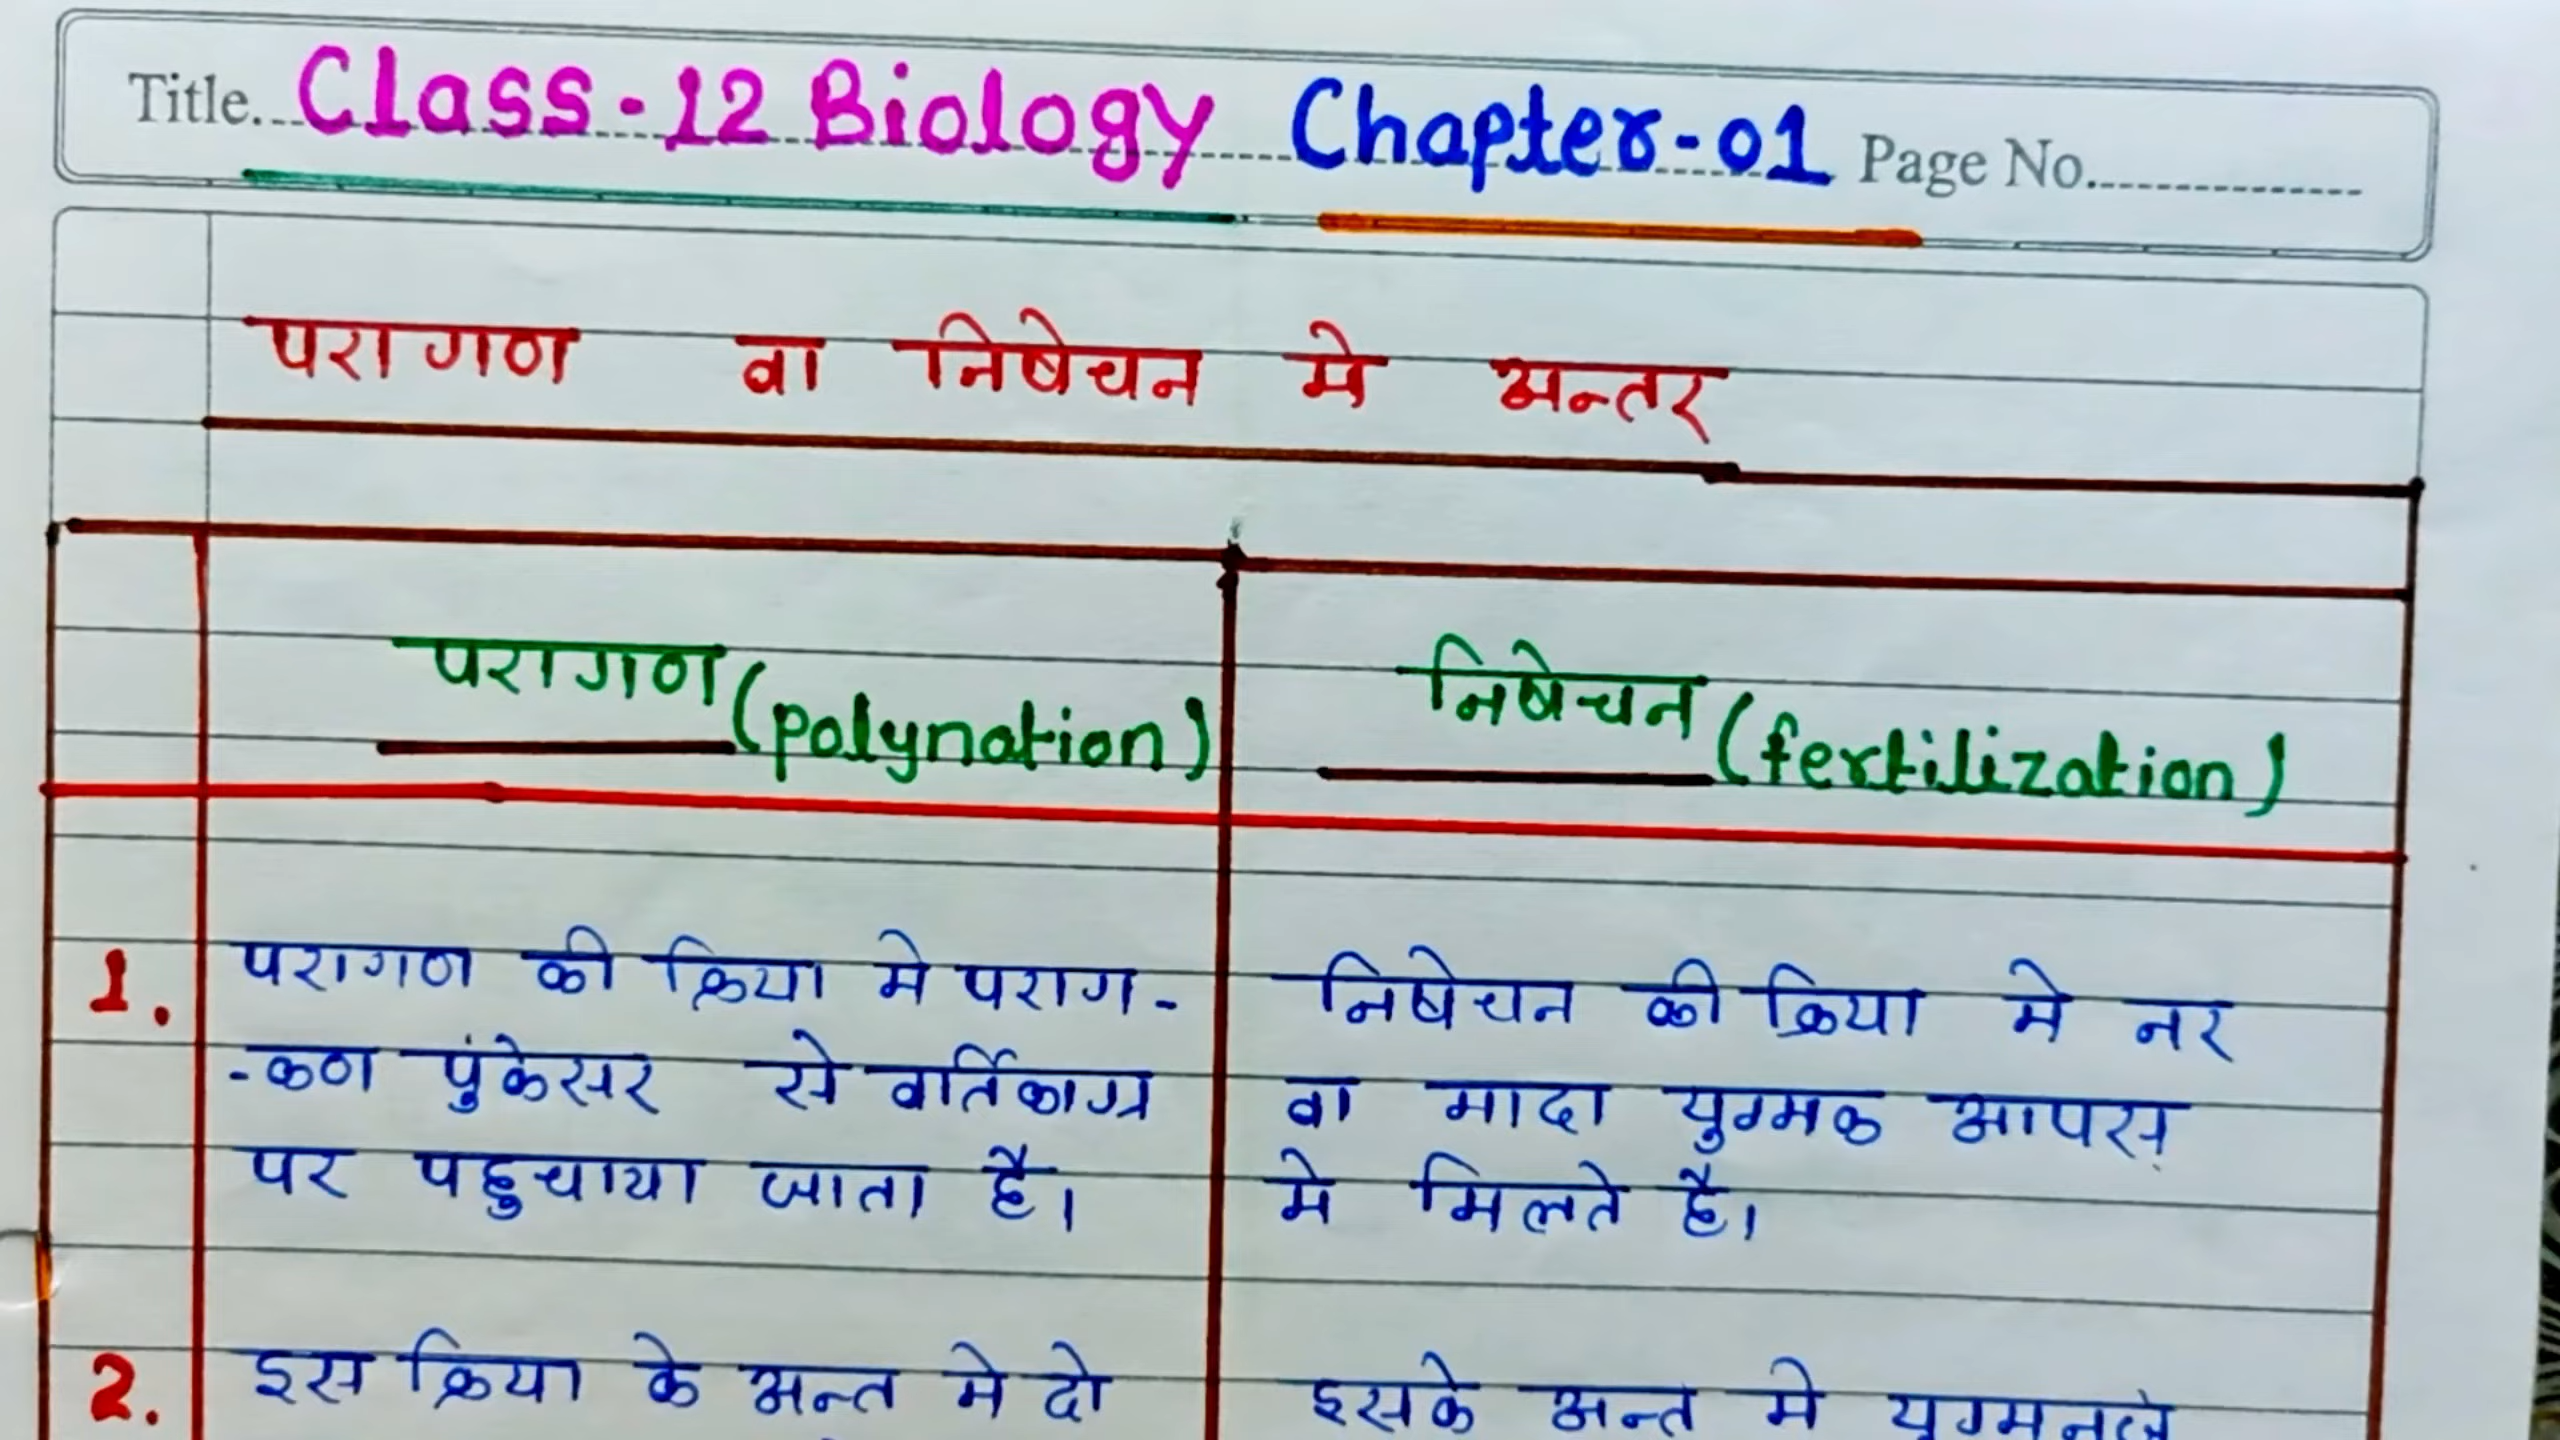 Title. Class-12 Biology Chapter-01 Page No.
परागण वा निषेचन मे अन्तर
परागण (polynation) निषेचन (fertilization)
1. परागण की क्रिया मे पराग-
-कण पुंकेसर से वर्तिकाग्र
पर पहुचाया जाता है।
निषेचन की क्रिया मे नर
वा मादा युग्मक आपस
मे मिलते है।
2. इस क्रिया के अन्त मे दो
इसके अन्त मे